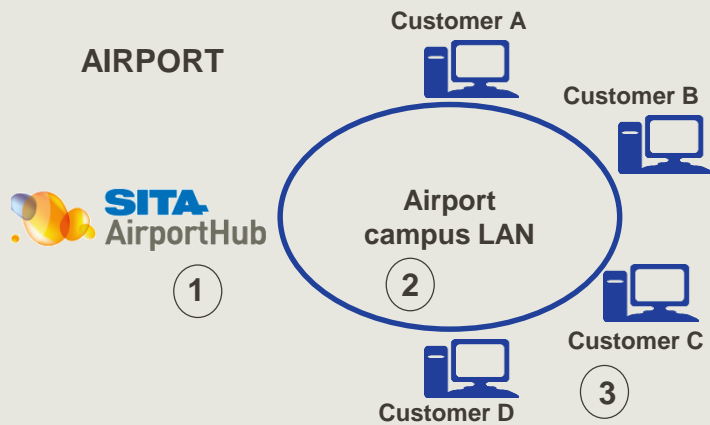 Customer A
AIRPORT
Customer B
SITA
AirportHub
Airport
campus LAN
1
2
Customer C
3
Customer D